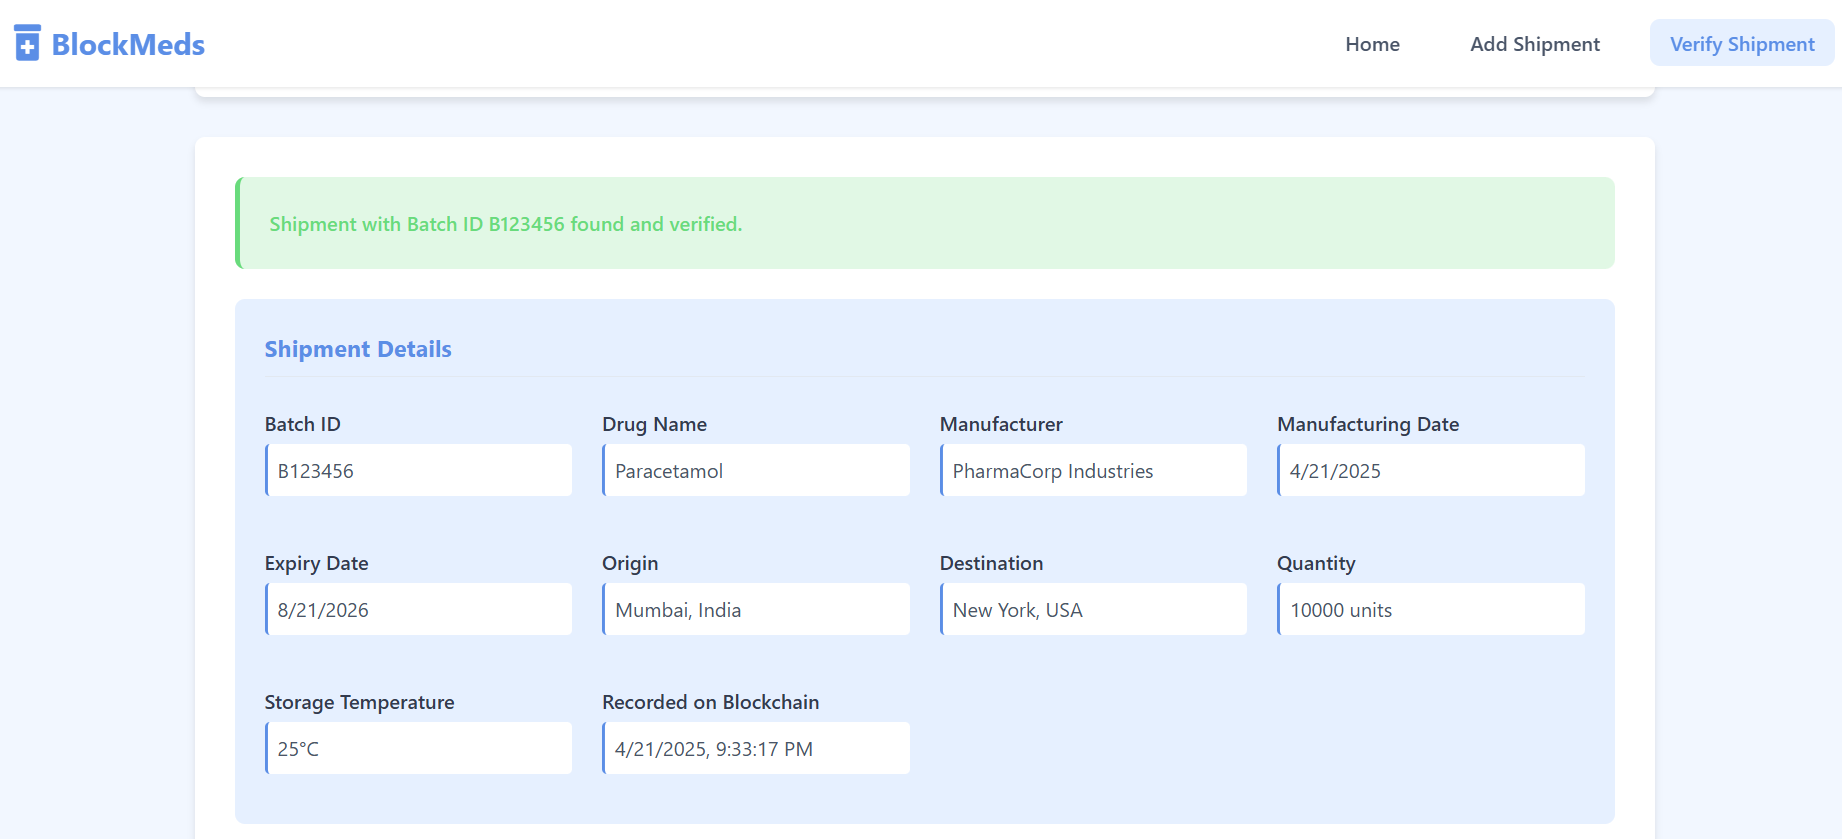 BlockMeds
Home Add Shipment Verify Shipment
Shipment with Batch ID B123456 found and verified.
Shipment Details
Batch ID Drug Name Manufacturer Manufacturing Date
B123456 Paracetamol PharmaCorp Industries 4/21/2025
Expiry Date Origin Destination Quantity
8/21/2026 Mumbai, India New York, USA 10000 units
Storage Temperature Recorded on Blockchain
25°C 4/21/2025, 9:33:17 PM